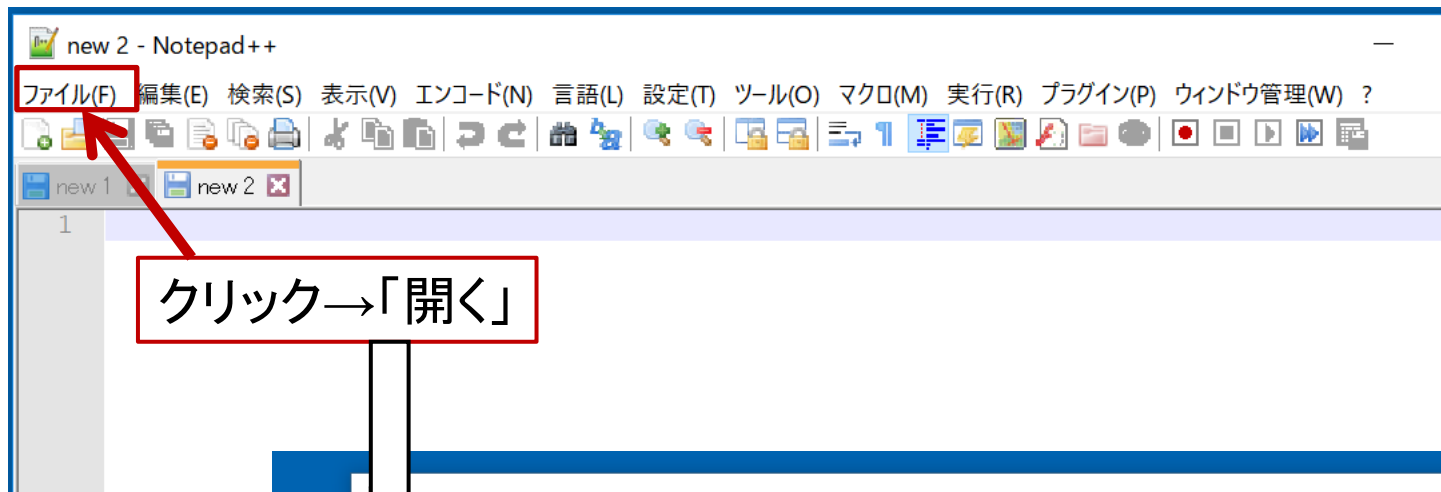 new 2 - Notepad++
ファイル(F) 編集(E) 検索(S) 表示(V) エンコード(N) 言語(L) 設定(T) ツール(O) マクロ(M) 実行(R) プラグイン(P) ウィンドウ管理(W) ?
new 1 new 2
1
クリック→「開く」